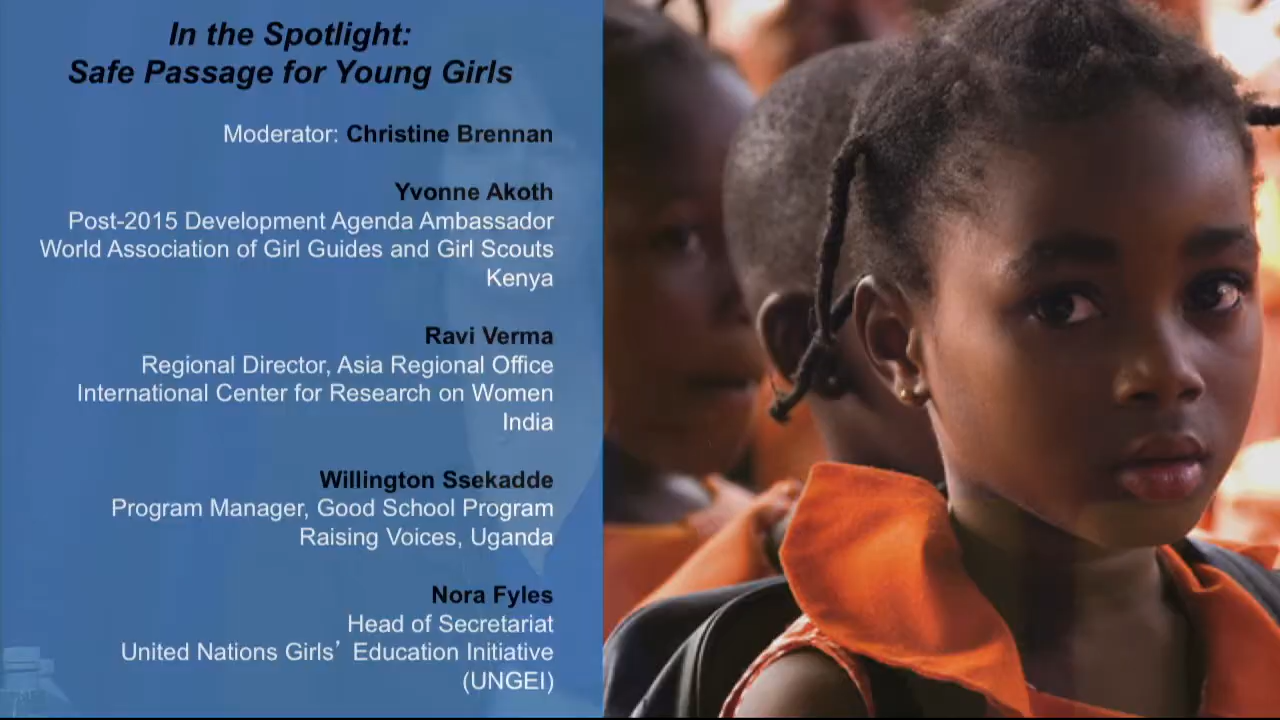 In the Spotlight:
Safe Passage for Young Girls
Moderator: Christine Brennan
Yvonne Akoth
Post-2015 Development Agenda Ambassador
World Association of Girl Guides and Girl Scouts
Kenya
Ravi Verma
Regional Director, Asia Regional Office
International Center for Research on Women
India
Willington Ssekadde
Program Manager, Good School Program
Raising Voices, Uganda
Nora Fyles
Head of Secretariat
United Nations Girls’ Education Initiative
(UNGEI)